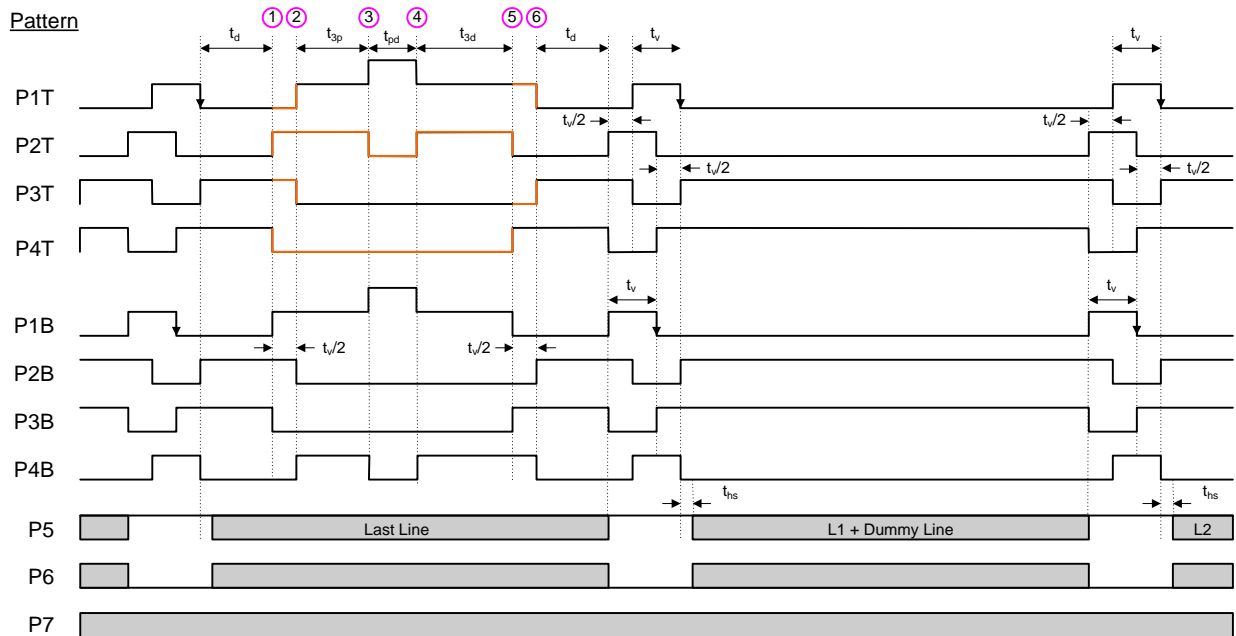 Pattern
1 2 3 4 5 6
t_d t_3p t_pd t_3d t_d t_v t_v
P1T
t_v/2 t_v/2
P2T
t_v/2 t_v/2
P3T
P4T
t_v t_v
P1B
t_v/2 t_v/2
P2B
P3B
P4B
t_hs t_hs
P5 Last Line L1 + Dummy Line L2
P6
P7